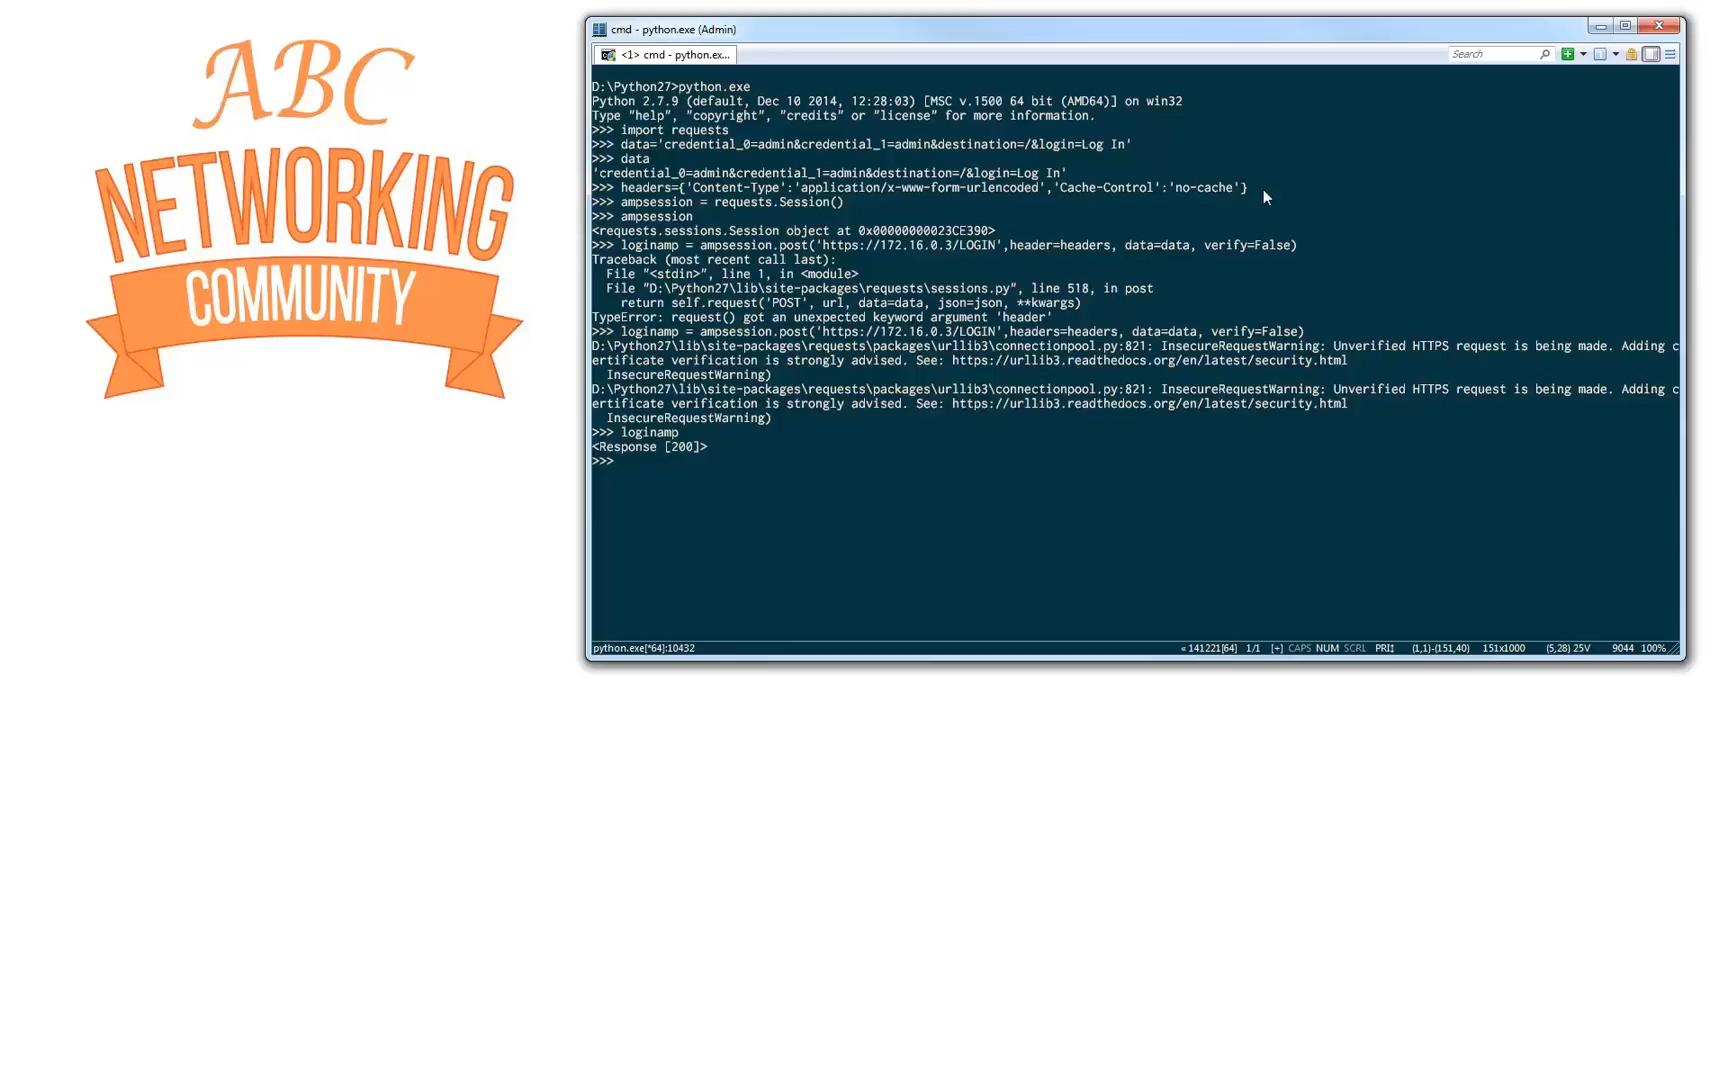 ABC
NETWORKING
COMMUNITY
cmd - python.exe (Admin)
<1> cmd - python.ex...
Search
D:\Python27>python.exe
Python 2.7.9 (default, Dec 10 2014, 12:28:03) [MSC v.1500 64 bit (AMD64)] on win32
Type "help", "copyright", "credits" or "license" for more information.
>>> import requests
>>> data='credential_0=admin&credential_1=admin&destination=/&login=Log In'
>>> data
'credential_0=admin&credential_1=admin&destination=/&login=Log In'
>>> headers={'Content-Type':'application/x-www-form-urlencoded','Cache-Control':'no-cache'}
>>> ampsession = requests.Session()
>>> ampsession
<requests.sessions.Session object at 0x00000000023CE390>
>>> loginamp = ampsession.post('https://172.16.0.3/LOGIN',header=headers, data=data, verify=False)
Traceback (most recent call last):
  File "<stdin>", line 1, in <module>
  File "D:\Python27\lib\site-packages\requests\sessions.py", line 518, in post
    return self.request('POST', url, data=data, json=json, **kwargs)
TypeError: request() got an unexpected keyword argument 'header'
>>> loginamp = ampsession.post('https://172.16.0.3/LOGIN',headers=headers, data=data, verify=False)
D:\Python27\lib\site-packages\requests\packages\urllib3\connectionpool.py:821: InsecureRequestWarning: Unverified HTTPS request is being made. Adding c
ertificate verification is strongly advised. See: https://urllib3.readthedocs.org/en/latest/security.html
  InsecureRequestWarning)
D:\Python27\lib\site-packages\requests\packages\urllib3\connectionpool.py:821: InsecureRequestWarning: Unverified HTTPS request is being made. Adding c
ertificate verification is strongly advised. See: https://urllib3.readthedocs.org/en/latest/security.html
  InsecureRequestWarning)
>>> loginamp
<Response [200]>
>>>
python.exe[*64]:10432 « 141221[64] 1/1 [+] CAPS NUM SCRL PRI↕ (1,1)-(151,40) 151x1000 (5,28) 25V 9044 100%